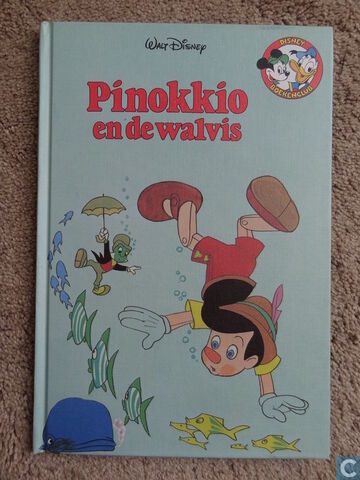 WALT DISNEY
DISNEY
BOEKENCLUB
Pinokkio
en de walvis
C